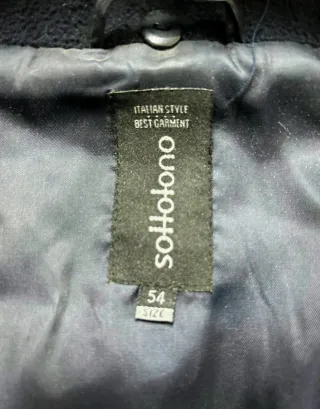 ITALIAN STYLE
BEST GARMENT
sottotono
54
SIZE